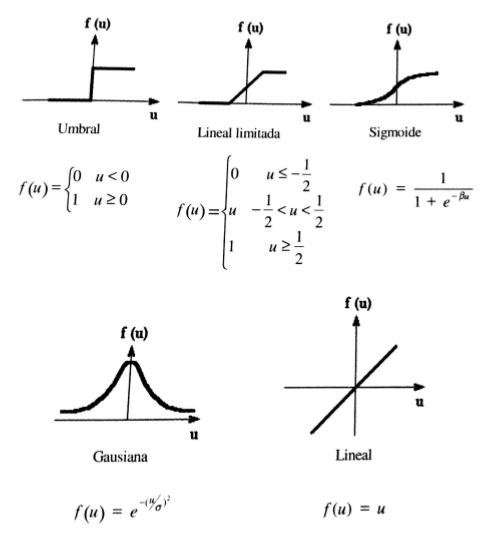 f (u)
u
Umbral
f(u)={0 u<0
1 u≥0
f (u)
u
Lineal limitada
f(u)={0 u≤-1/2
u -1/2<u<1/2
1 u≥1/2
f (u)
u
Sigmoide
f(u) = 1/(1 + e^-βu)
f (u)
u
Gausiana
f(u) = e^-(u/σ)^2
f (u)
u
Lineal
f(u) = u